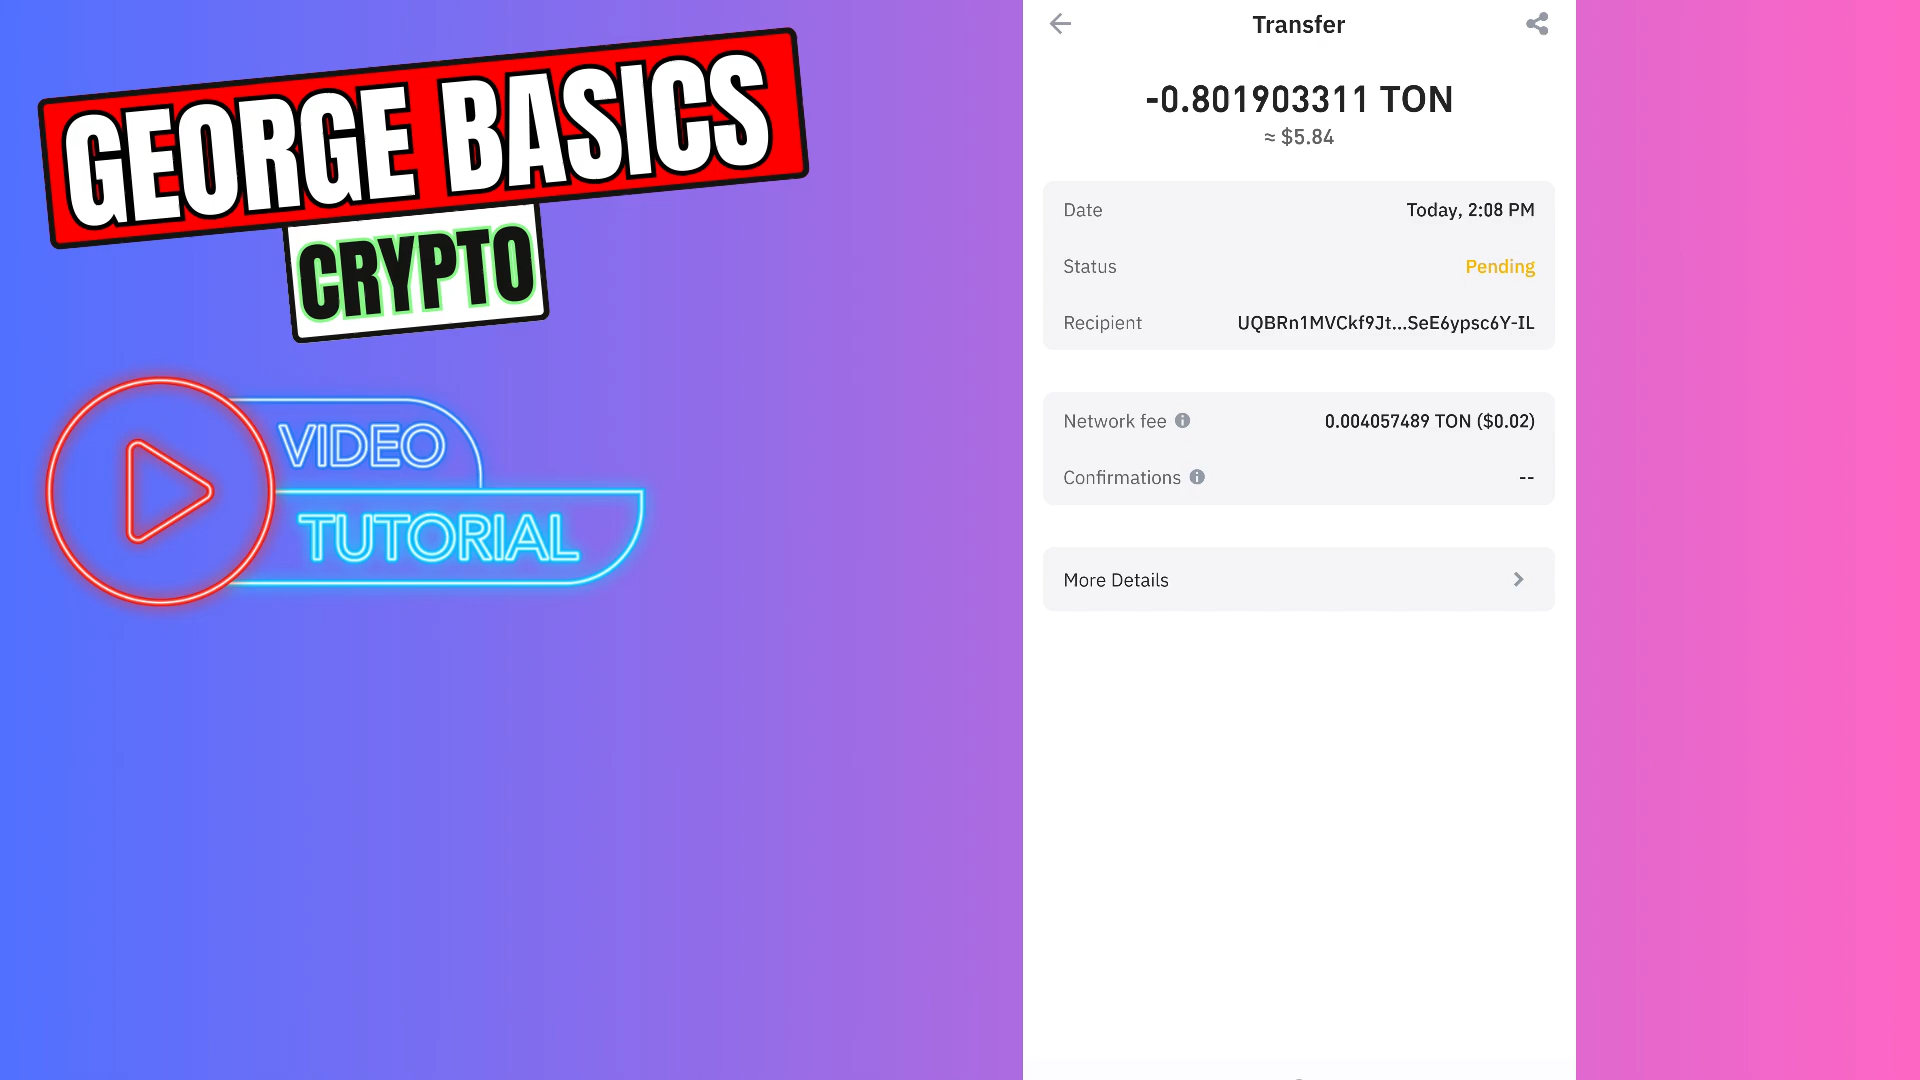 GEORGE BASICS
CRYPTO
VIDEO
TUTORIAL
Transfer
-0.801903311 TON
≈ $5.84
Date Today, 2:08 PM
Status Pending
Recipient UQBRn1MVCkf9Jt...SeE6ypsc6Y-IL
Network fee 0.004057489 TON ($0.02)
Confirmations --
More Details